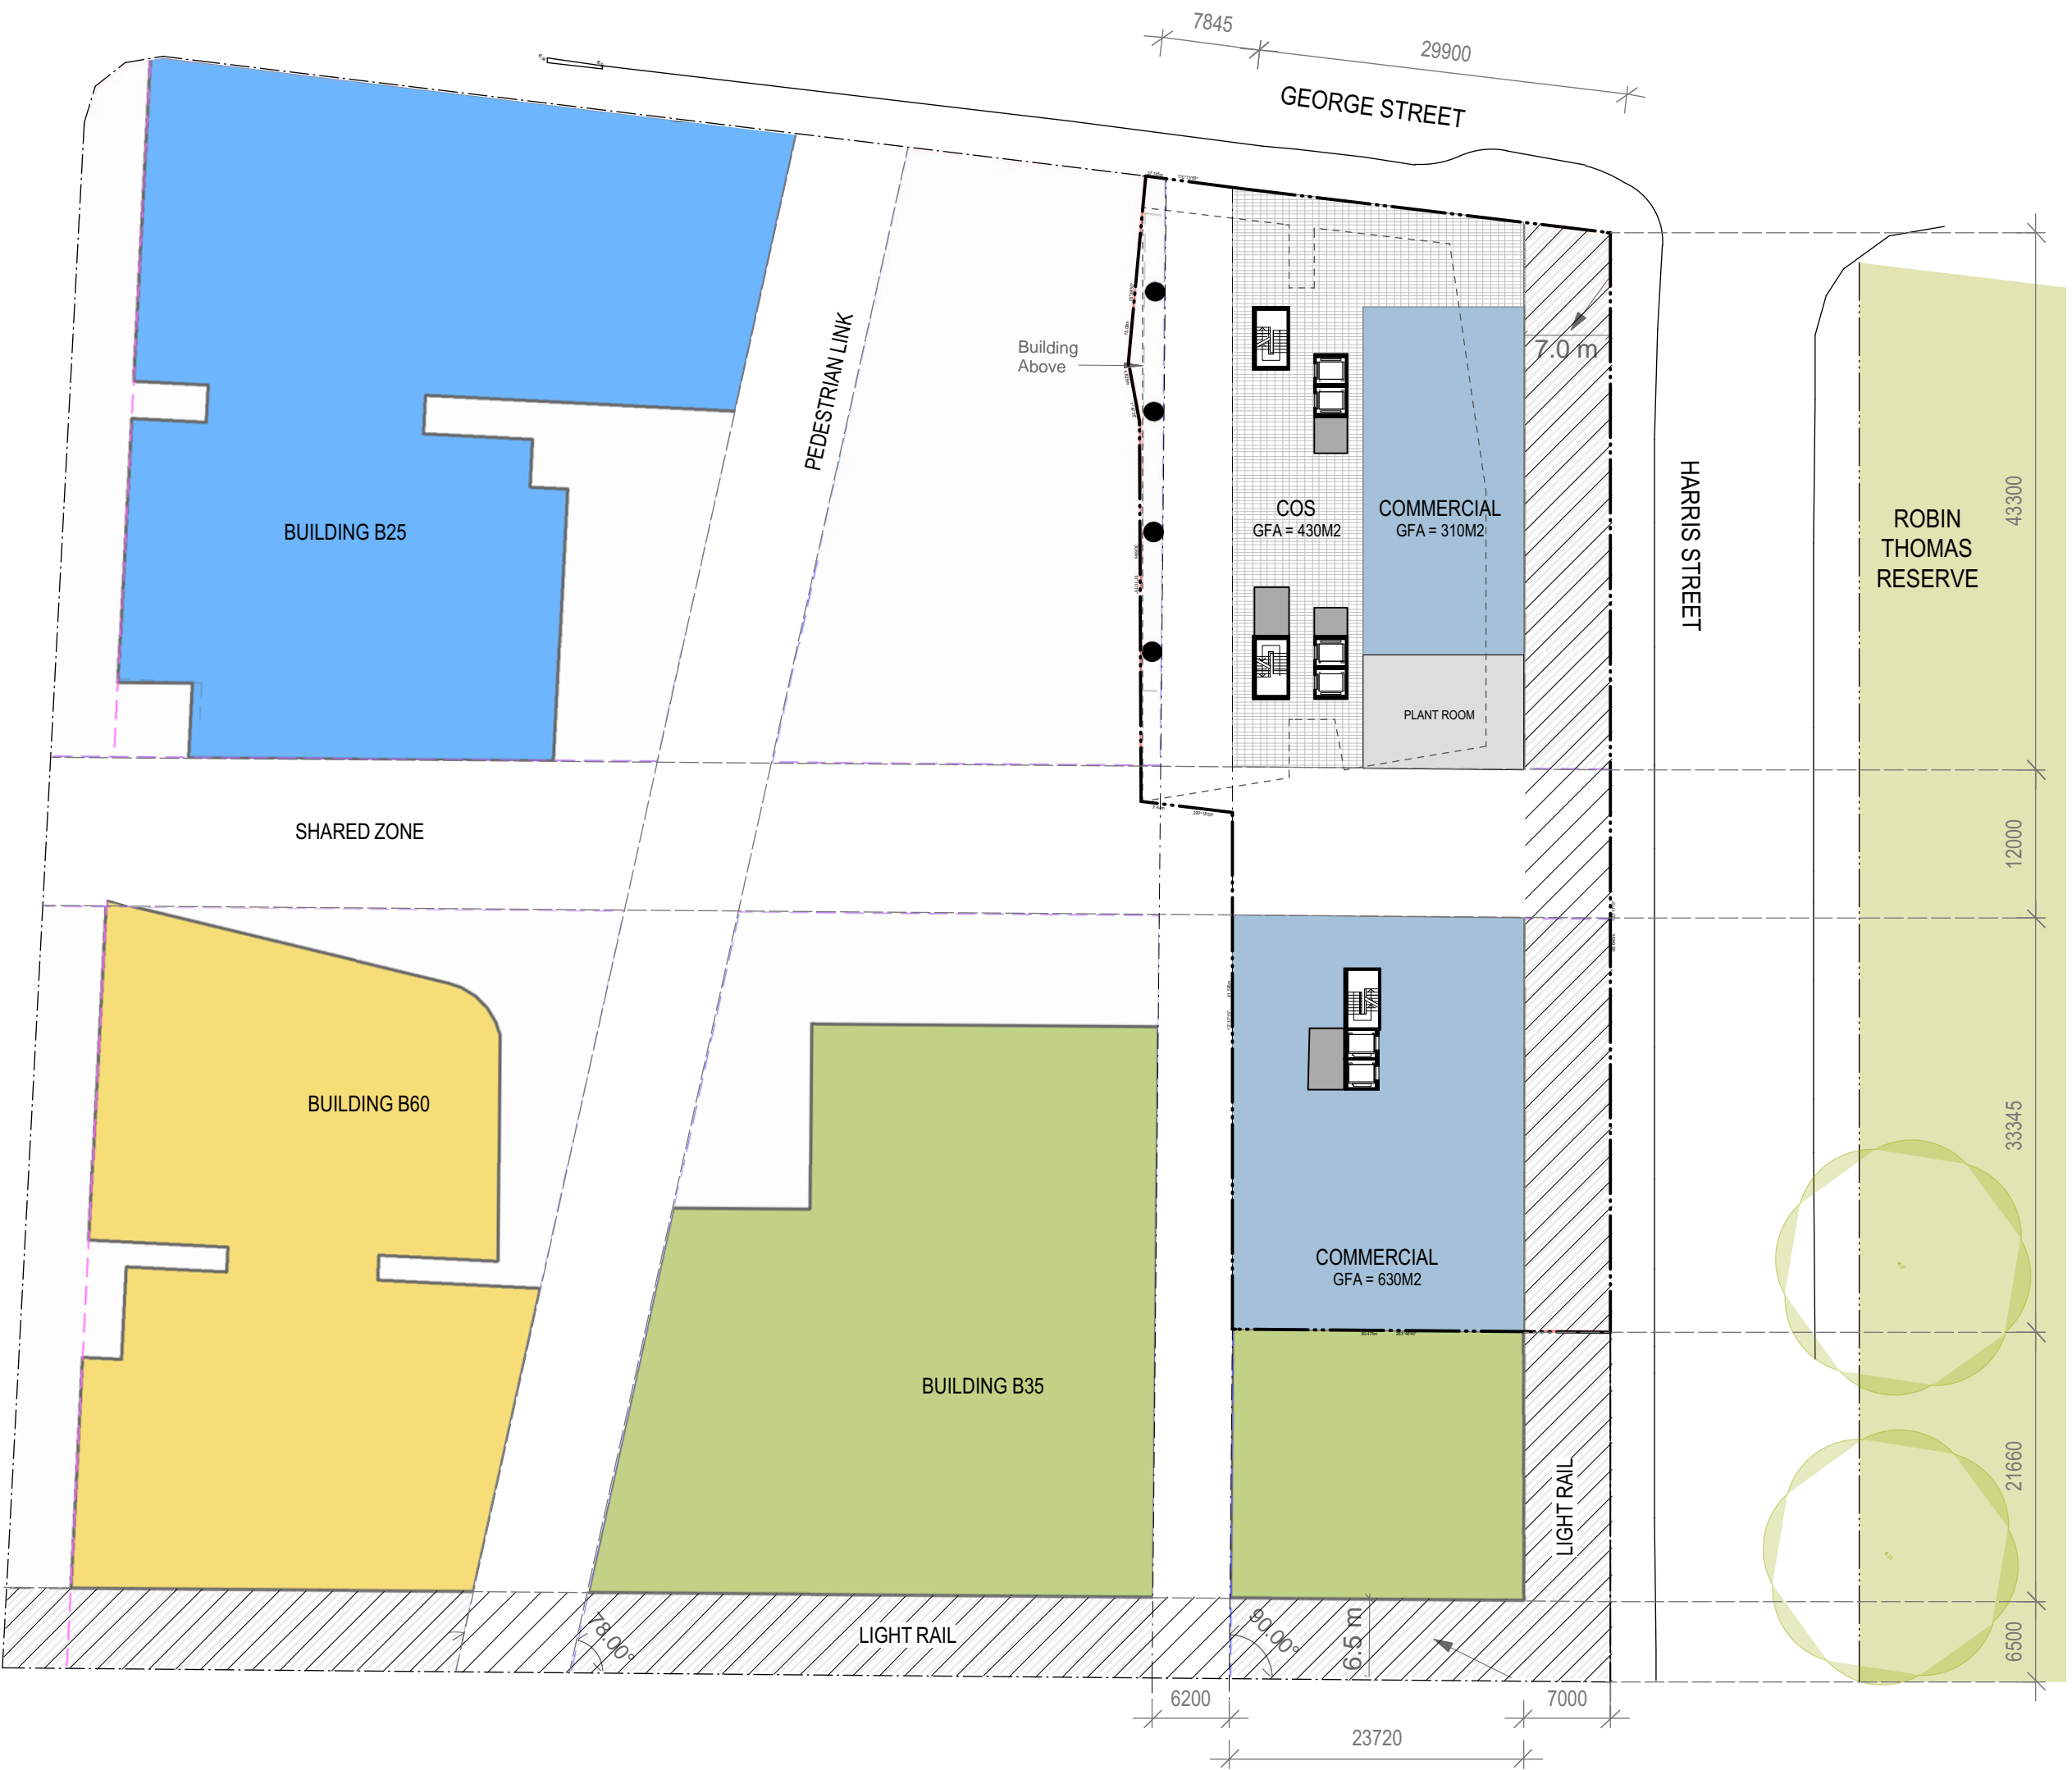 7845
29900
GEORGE STREET
PEDESTRIAN LINK
Building
Above
7.0 m
BUILDING B25
COS
GFA = 430M2
COMMERCIAL
GFA = 310M2
HARRIS STREET
ROBIN
THOMAS
RESERVE
43300
PLANT ROOM
SHARED ZONE
12000
BUILDING B60
33345
COMMERCIAL
GFA = 630M2
BUILDING B35
LIGHT RAIL
21660
78.00°
LIGHT RAIL
90.00°
6.5 m
6500
6200
7000
23720